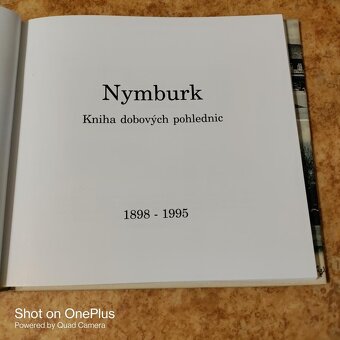 Nymburk
Kniha dobových pohlednic
1898 - 1995
Shot on OnePlus
Powered by Quad Camera